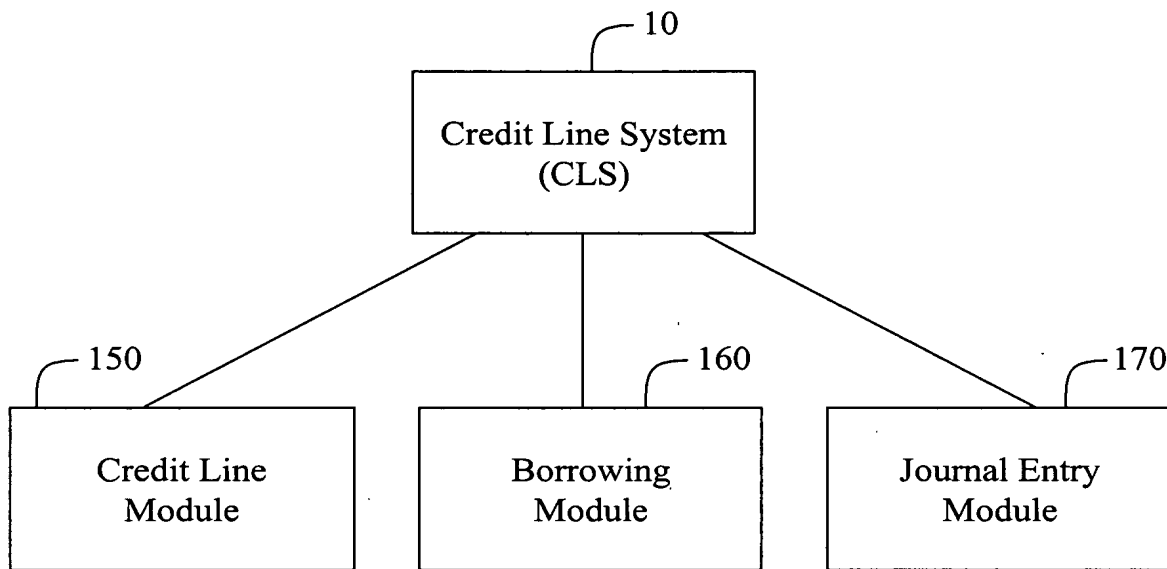 10
Credit Line System
(CLS)
150
160
170
Credit Line
Module
Borrowing
Module
Journal Entry
Module